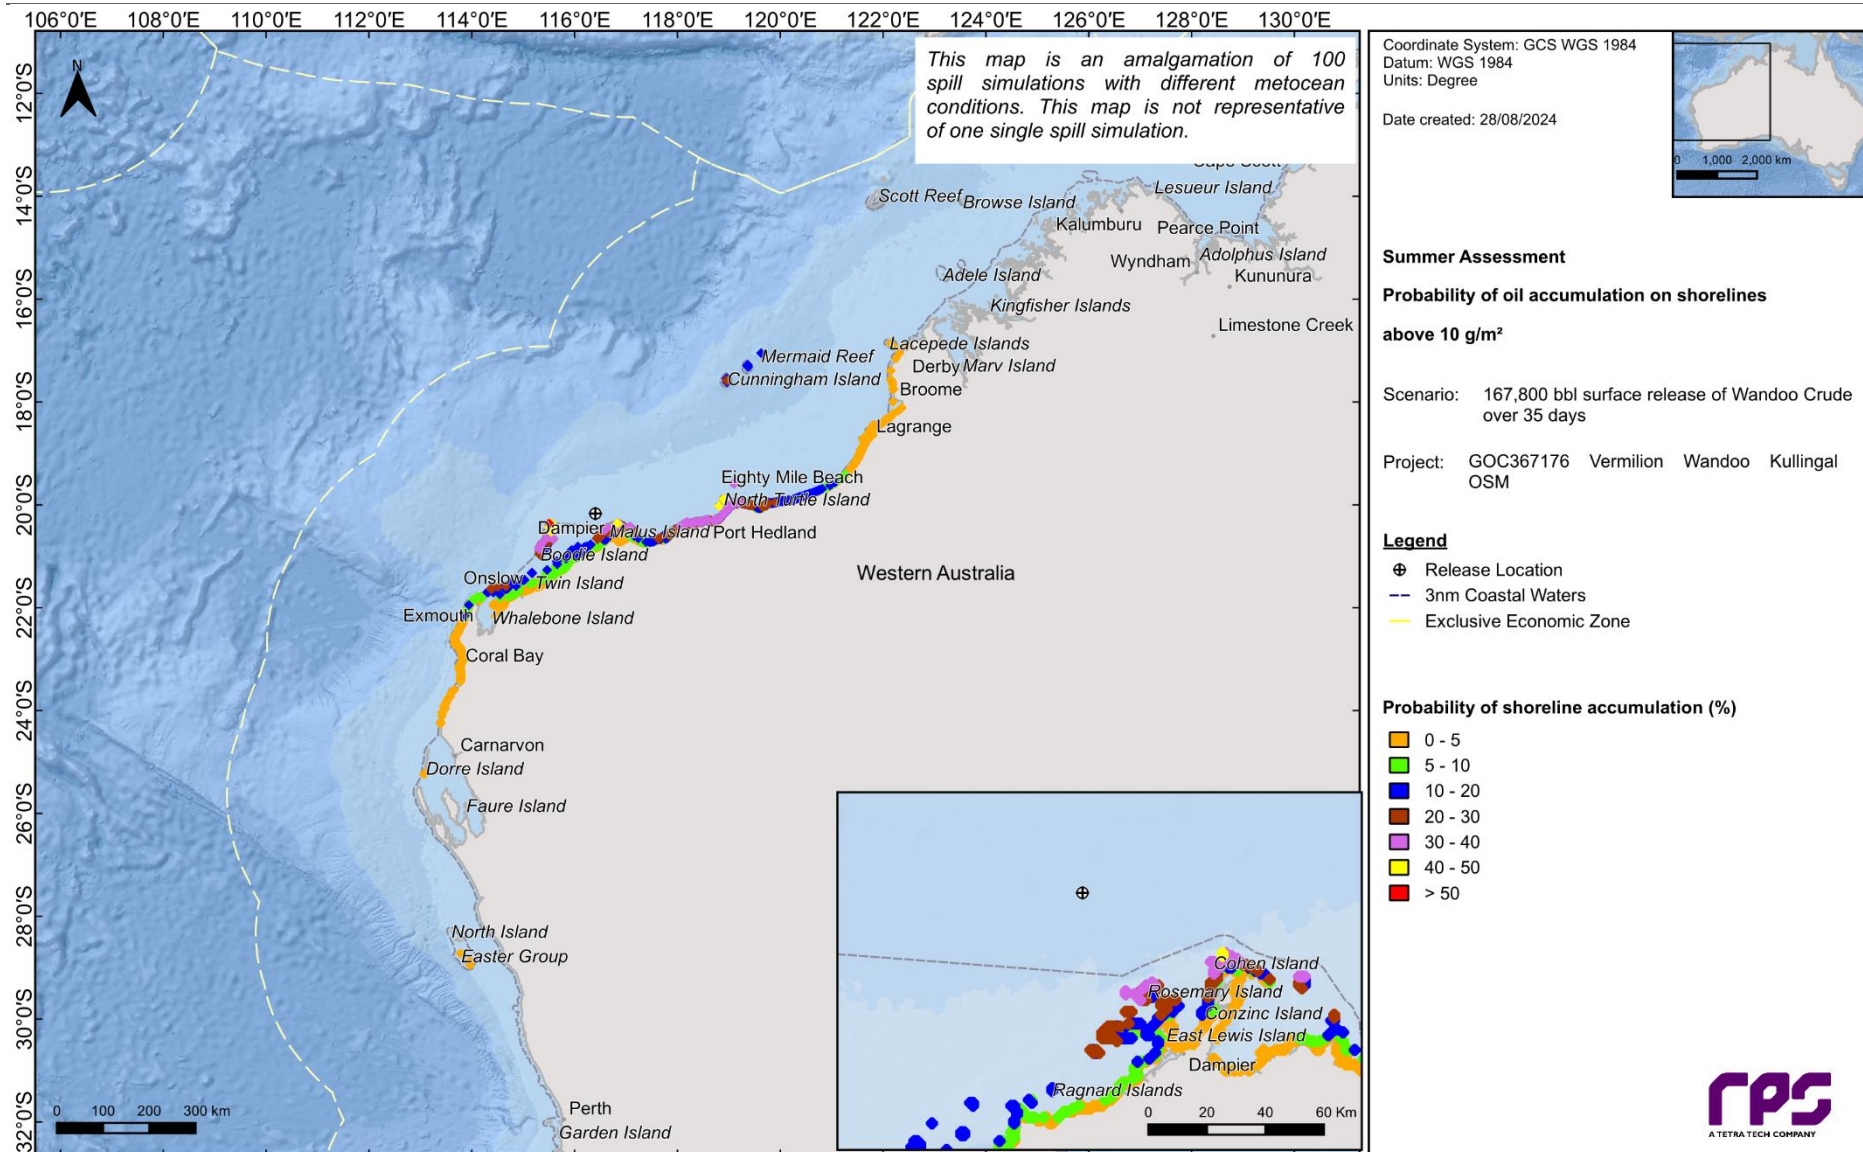 106°0'E 108°0'E 110°0'E 112°0'E 114°0'E 116°0'E 118°0'E 120°0'E 122°0'E 124°0'E 126°0'E 128°0'E 130°0'E
12°0'S
14°0'S
16°0'S
18°0'S
20°0'S
22°0'S
24°0'S
26°0'S
28°0'S
30°0'S
32°0'S
N
This map is an amalgamation of 100
spill simulations with different metocean
conditions. This map is not representative
of one single spill simulation.
Cape Scott
Lesueur Island
Scott Reef
Browse Island
Kalumburu
Pearce Point
Wyndham
Adolphus Island
Kununura
Adele Island
Kingfisher Islands
Limestone Creek
Lacepede Islands
Mermaid Reef
Derby
Marv Island
Cunningham Island
Broome
Lagrange
Eighty Mile Beach
North Turtle Island
Dampier
Malus Island
Port Hedland
Boodie Island
Western Australia
Onslow
Twin Island
Exmouth
Whalebone Island
Coral Bay
Carnarvon
Dorre Island
Faure Island
North Island
Easter Group
Perth
Garden Island
0 100 200 300 km
Cohen Island
Rosemary Island
Conzinc Island
East Lewis Island
Dampier
Ragnard Islands
0 20 40 60 Km
Coordinate System: GCS WGS 1984
Datum: WGS 1984
Units: Degree
Date created: 28/08/2024
0 1,000 2,000 km
Summer Assessment
Probability of oil accumulation on shorelines
above 10 g/m²
Scenario: 167,800 bbl surface release of Wandoo Crude
over 35 days
Project: GOC367176 Vermilion Wandoo Kullingal
OSM
Legend
Release Location
3nm Coastal Waters
Exclusive Economic Zone
Probability of shoreline accumulation (%)
0 - 5
5 - 10
10 - 20
20 - 30
30 - 40
40 - 50
> 50
rps
A TETRA TECH COMPANY